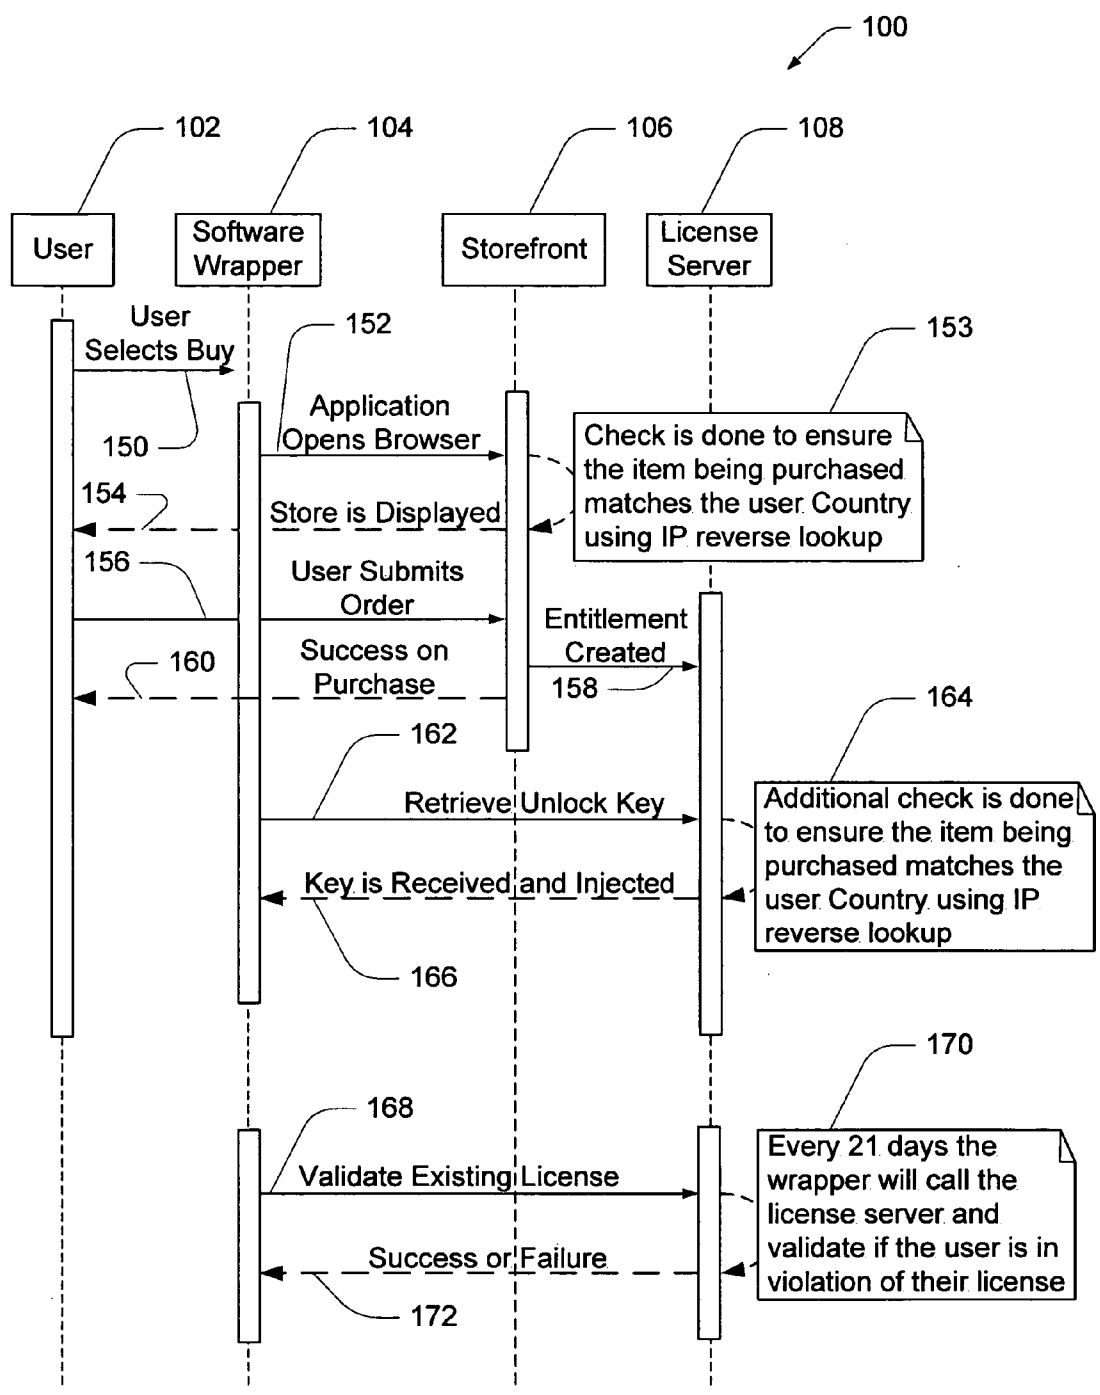 100
102
104
106
108
User
Software
Wrapper
Storefront
License
Server
User
Selects Buy
152
153
150
Application
Opens Browser
Check is done to ensure
the item being purchased
matches the user Country
using IP reverse lookup
154
Store is Displayed
156
User Submits
Order
Entitlement
Created
158
160
Success on
Purchase
162
164
Retrieve Unlock Key
Additional check is done
to ensure the item being
purchased matches the
user Country using IP
reverse lookup
Key is Received and Injected
166
170
168
Validate Existing License
Every 21 days the
wrapper will call the
license server and
validate if the user is in
violation of their license
Success or Failure
172